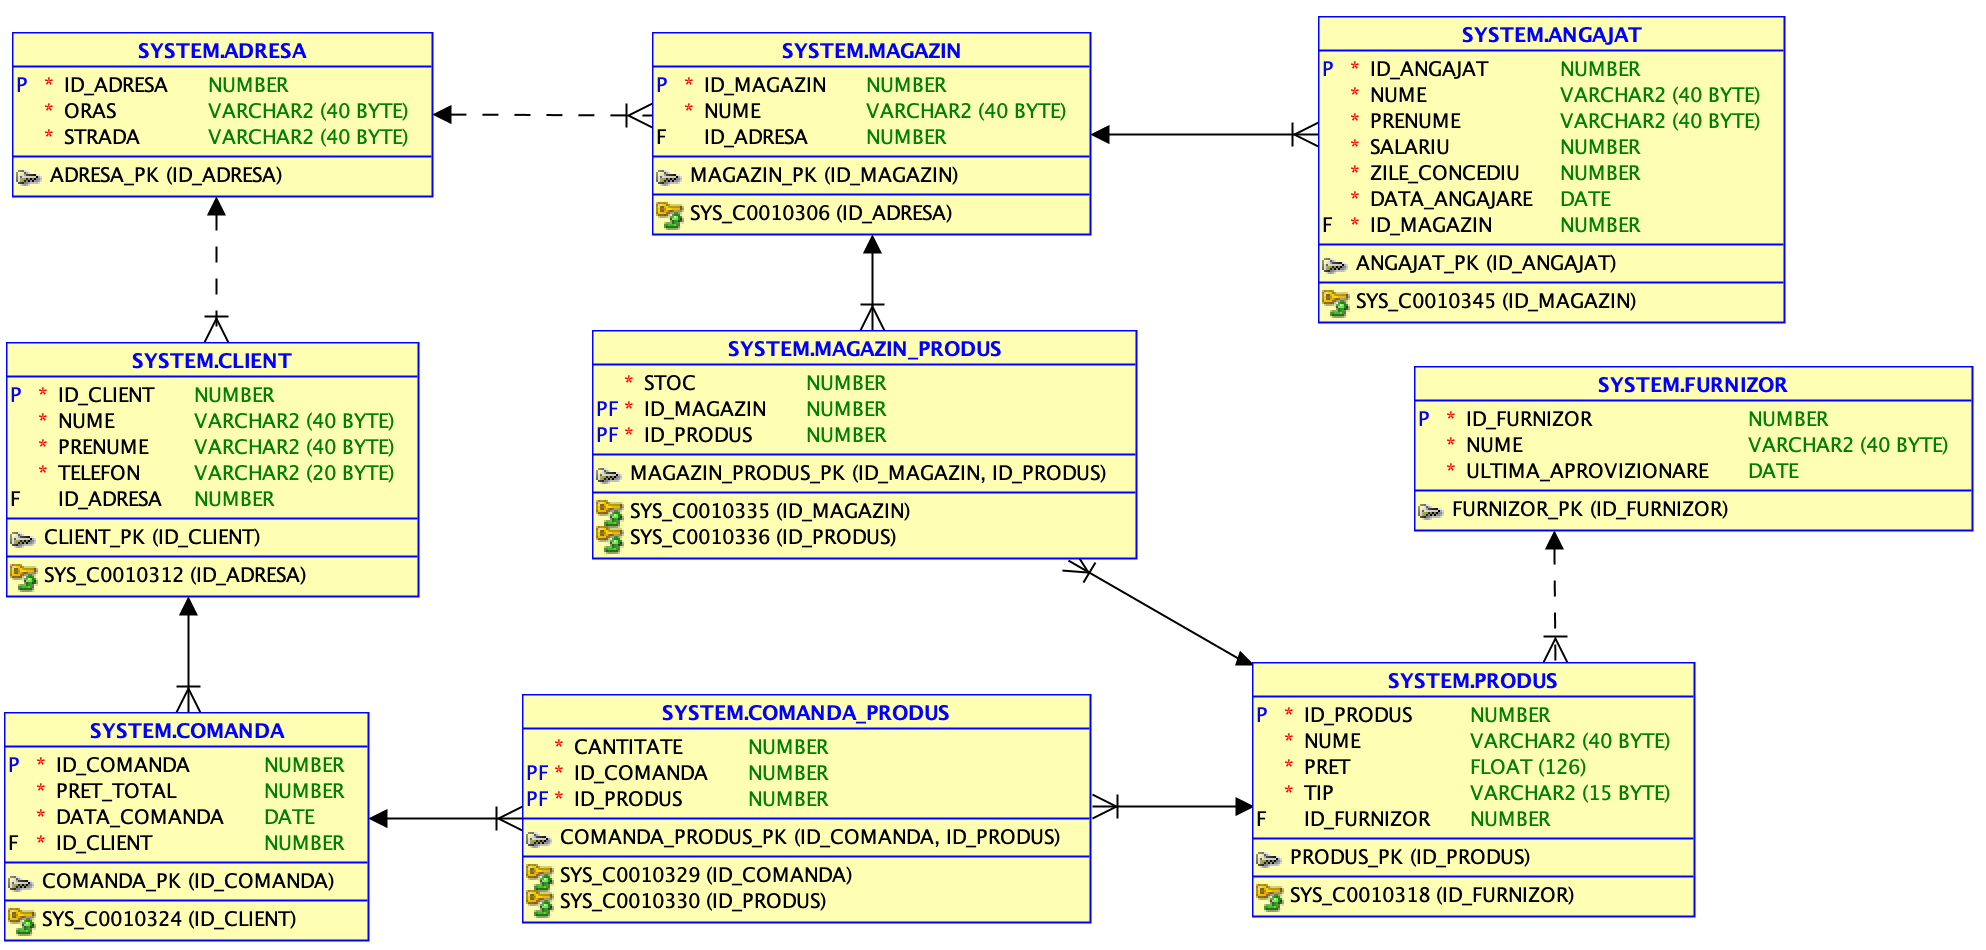 SYSTEM.ADRESA
P * ID_ADRESA NUMBER
* ORAS VARCHAR2 (40 BYTE)
* STRADA VARCHAR2 (40 BYTE)
ADRESA_PK (ID_ADRESA)
SYSTEM.MAGAZIN
P * ID_MAGAZIN NUMBER
* NUME VARCHAR2 (40 BYTE)
F ID_ADRESA NUMBER
MAGAZIN_PK (ID_MAGAZIN)
SYS_C0010306 (ID_ADRESA)
SYSTEM.ANGAJAT
P * ID_ANGAJAT NUMBER
* NUME VARCHAR2 (40 BYTE)
* PRENUME VARCHAR2 (40 BYTE)
* SALARIU NUMBER
* ZILE_CONCEDIU NUMBER
* DATA_ANGAJARE DATE
F * ID_MAGAZIN NUMBER
ANGAJAT_PK (ID_ANGAJAT)
SYS_C0010345 (ID_MAGAZIN)
SYSTEM.CLIENT
P * ID_CLIENT NUMBER
* NUME VARCHAR2 (40 BYTE)
* PRENUME VARCHAR2 (40 BYTE)
* TELEFON VARCHAR2 (20 BYTE)
F ID_ADRESA NUMBER
CLIENT_PK (ID_CLIENT)
SYS_C0010312 (ID_ADRESA)
SYSTEM.MAGAZIN_PRODUS
* STOC NUMBER
PF * ID_MAGAZIN NUMBER
PF * ID_PRODUS NUMBER
MAGAZIN_PRODUS_PK (ID_MAGAZIN, ID_PRODUS)
SYS_C0010335 (ID_MAGAZIN)
SYS_C0010336 (ID_PRODUS)
SYSTEM.FURNIZOR
P * ID_FURNIZOR NUMBER
* NUME VARCHAR2 (40 BYTE)
* ULTIMA_APROVIZIONARE DATE
FURNIZOR_PK (ID_FURNIZOR)
SYSTEM.COMANDA
P * ID_COMANDA NUMBER
* PRET_TOTAL NUMBER
* DATA_COMANDA DATE
F * ID_CLIENT NUMBER
COMANDA_PK (ID_COMANDA)
SYS_C0010324 (ID_CLIENT)
SYSTEM.COMANDA_PRODUS
* CANTITATE NUMBER
PF * ID_COMANDA NUMBER
PF * ID_PRODUS NUMBER
COMANDA_PRODUS_PK (ID_COMANDA, ID_PRODUS)
SYS_C0010329 (ID_COMANDA)
SYS_C0010330 (ID_PRODUS)
SYSTEM.PRODUS
P * ID_PRODUS NUMBER
* NUME VARCHAR2 (40 BYTE)
* PRET FLOAT (126)
* TIP VARCHAR2 (15 BYTE)
F ID_FURNIZOR NUMBER
PRODUS_PK (ID_PRODUS)
SYS_C0010318 (ID_FURNIZOR)